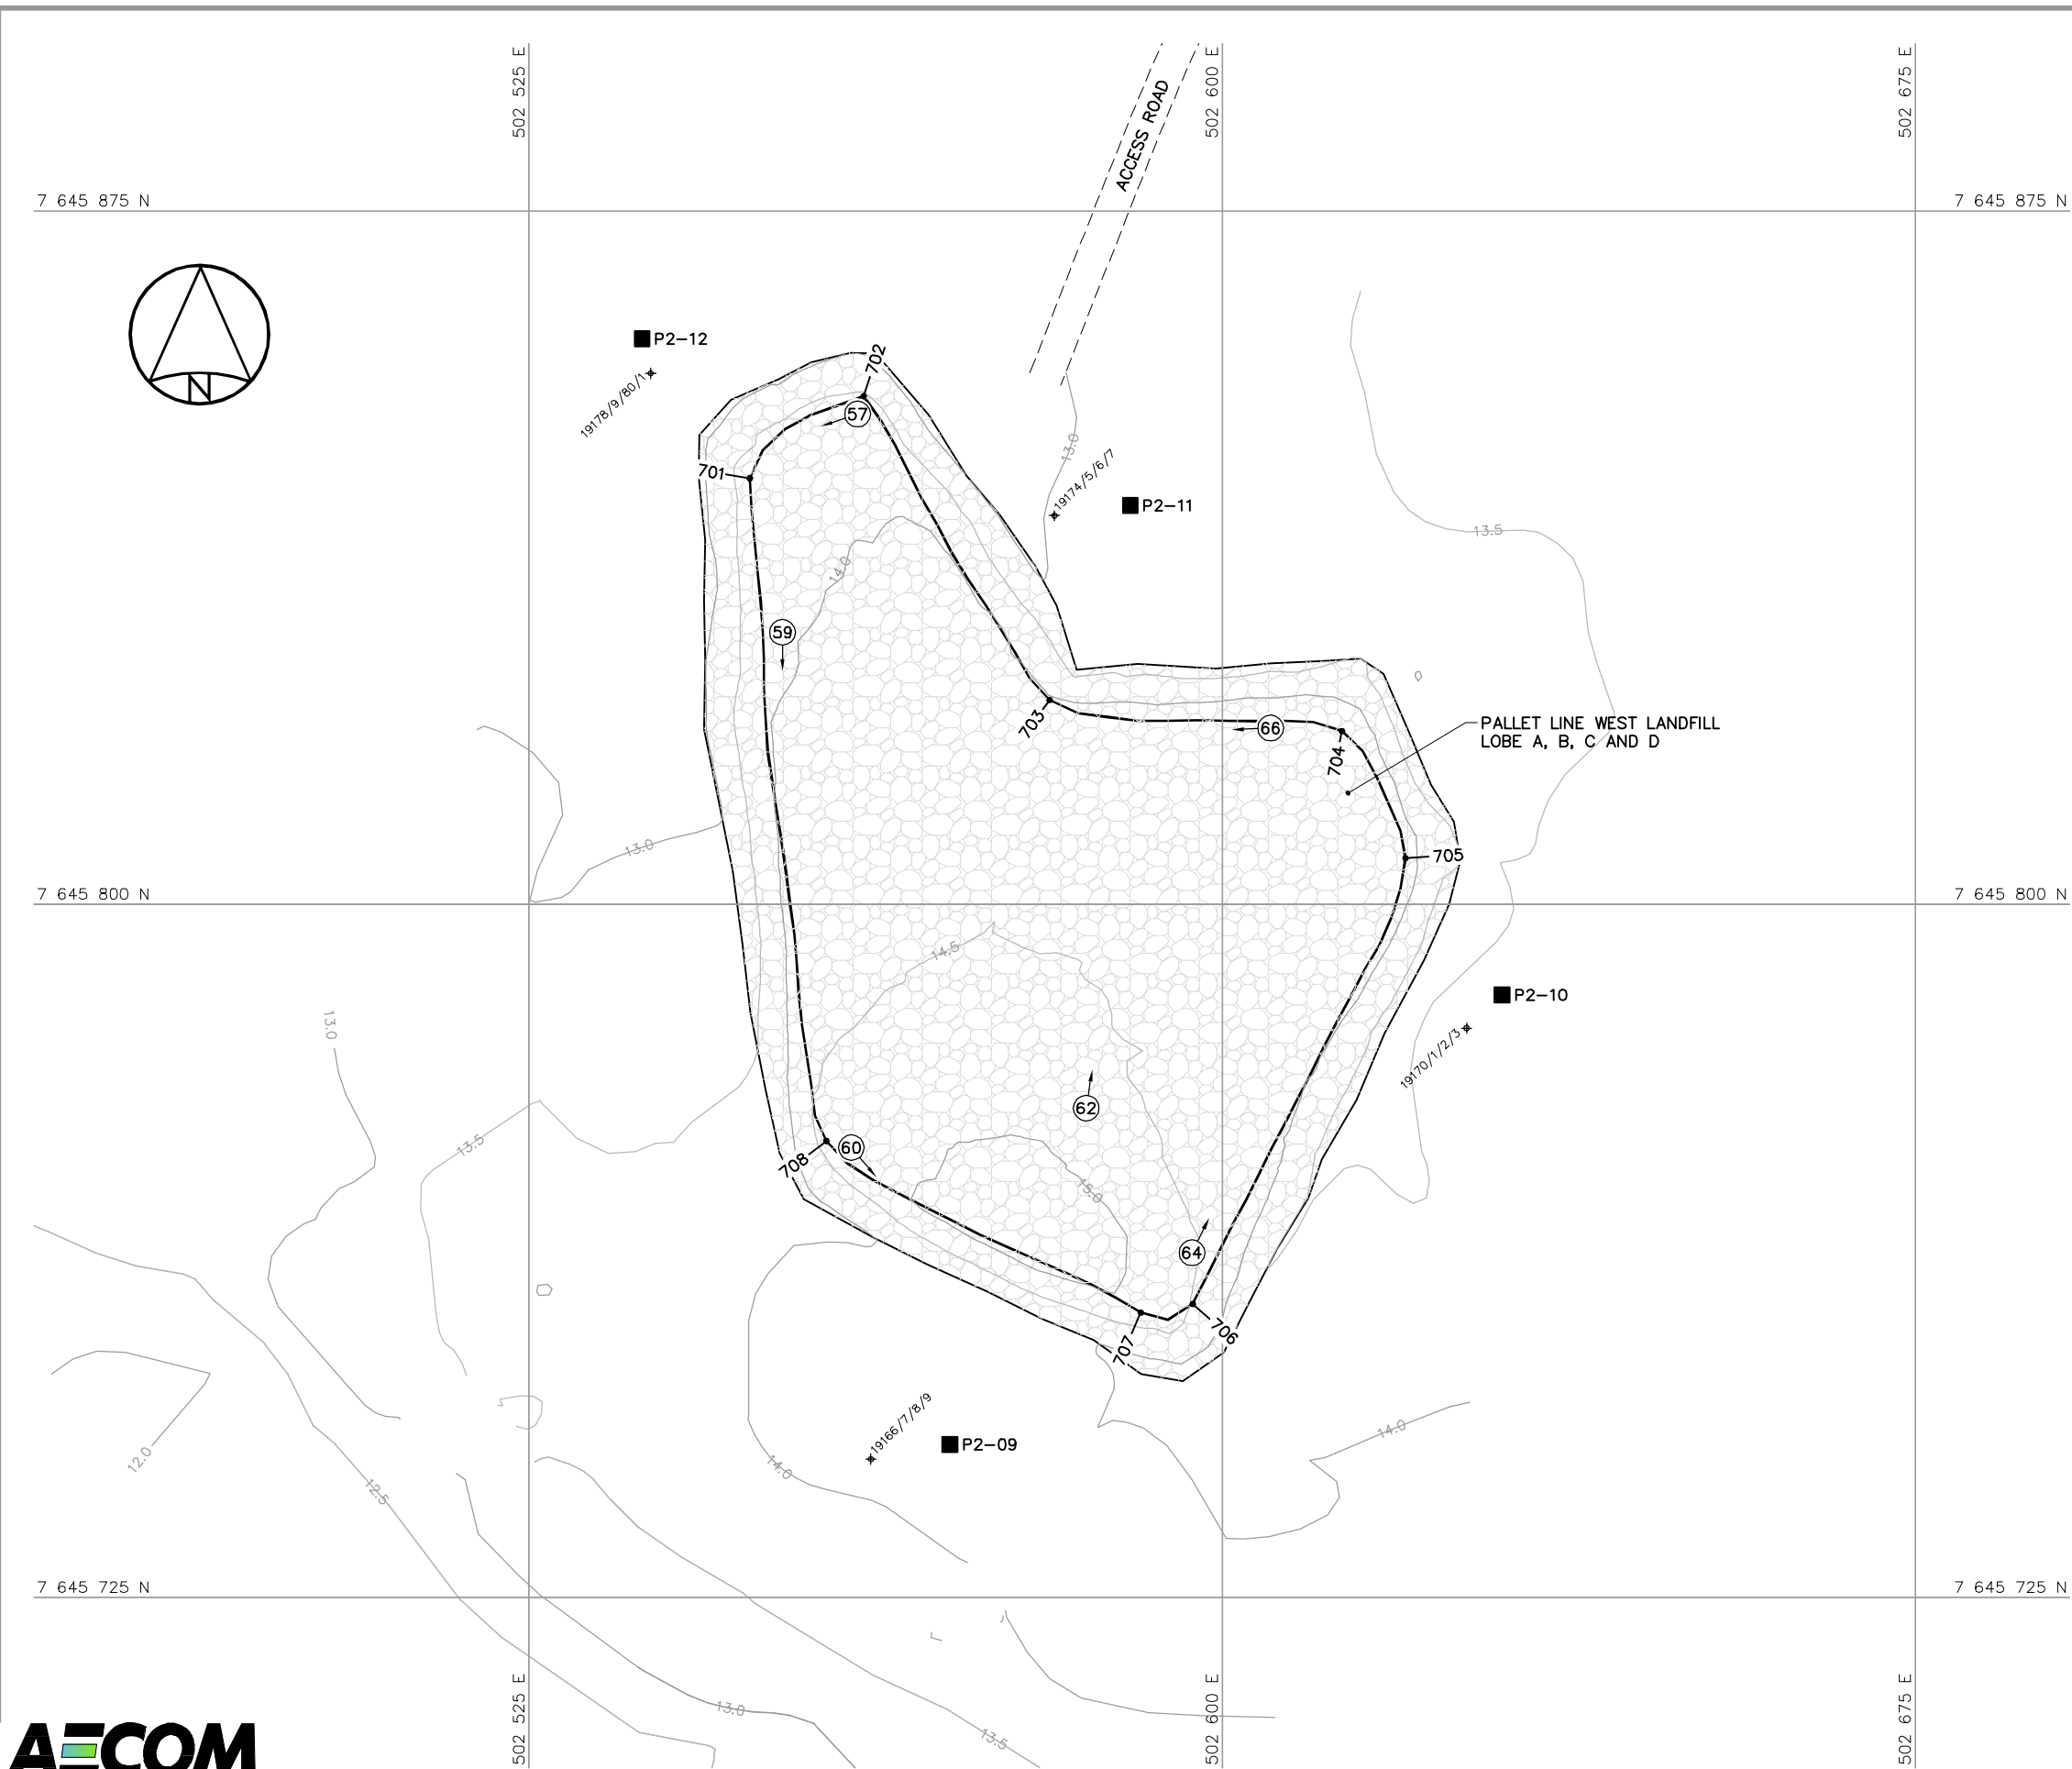 502 525 E
502 600 E
502 675 E
ACCESS ROAD
7 645 875 N
7 645 875 N
N
P2-12
702
19178/9/80/1
57
13.0
701
19174/5/6/7
P2-11
13.5
14.0
59
703
66
704
PALLET LINE WEST LANDFILL
LOBE A, B, C AND D
13.0
705
7 645 800 N
7 645 800 N
14.5
P2-10
13.0
19170/1/2/3
62
13.5
60
708
15.0
64
706
707
19166/7/8/9
14.0
P2-09
12.0
14.0
12.5
7 645 725 N
7 645 725 N
13.0
13.5
502 525 E
502 600 E
502 675 E
AECOM